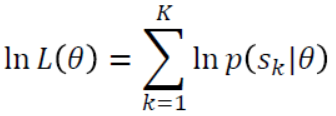 ln L(θ) = ∑_{k=1}^{K} ln p(s_k|θ)